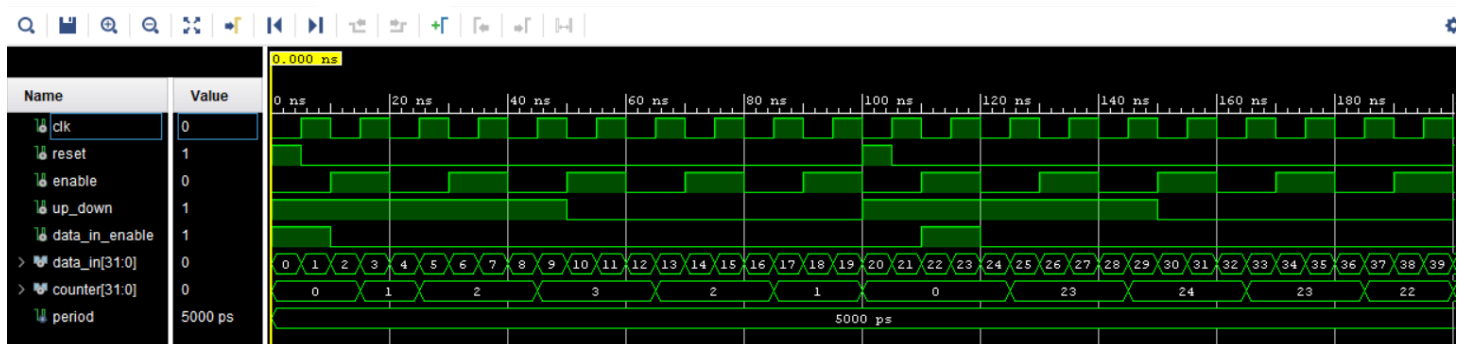 0.000 ns
Name Value
0 ns 20 ns 40 ns 60 ns 80 ns 100 ns 120 ns 140 ns 160 ns 180 ns
clk 0
reset 1
enable 0
up_down 1
data_in_enable 1
data_in[31:0] 0 0 1 2 3 4 5 6 7 8 9 10 11 12 13 14 15 16 17 18 19 20 21 22 23 24 25 26 27 28 29 30 31 32 33 34 35 36 37 38 39
counter[31:0] 0 0 1 2 3 2 1 0 23 24 23 22
period 5000 ps 5000 ps